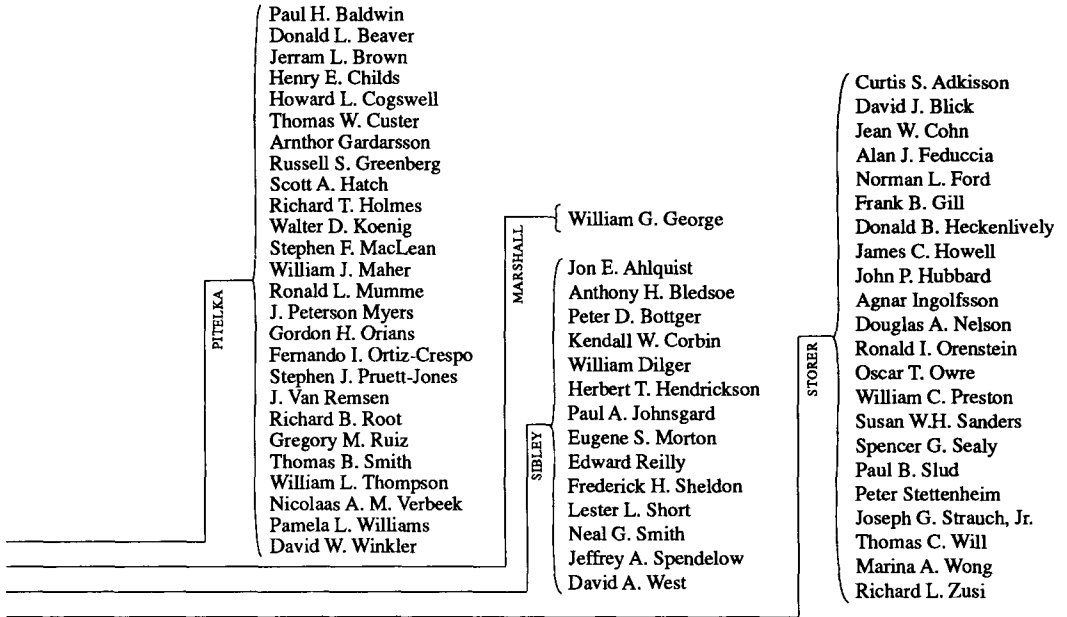 PITELKA
Paul H. Baldwin
Donald L. Beaver
Jerram L. Brown
Henry E. Childs
Howard L. Cogswell
Thomas W. Custer
Arnthor Gardarsson
Russell S. Greenberg
Scott A. Hatch
Richard T. Holmes
Walter D. Koenig
Stephen F. MacLean
William J. Maher
Ronald L. Mumme
J. Peterson Myers
Gordon H. Orians
Fernando I. Ortiz-Crespo
Stephen J. Pruett-Jones
J. Van Remsen
Richard B. Root
Gregory M. Ruiz
Thomas B. Smith
William L. Thompson
Nicolaas A. M. Verbeek
Pamela L. Williams
David W. Winkler
MARSHALL
William G. George
SIBLEY
Jon E. Ahlquist
Anthony H. Bledsoe
Peter D. Bottger
Kendall W. Corbin
William Dilger
Herbert T. Hendrickson
Paul A. Johnsgard
Eugene S. Morton
Edward Reilly
Frederick H. Sheldon
Lester L. Short
Neal G. Smith
Jeffrey A. Spendelow
David A. West
STORER
Curtis S. Adkisson
David J. Blick
Jean W. Cohn
Alan J. Feduccia
Norman L. Ford
Frank B. Gill
Donald B. Heckenlively
James C. Howell
John P. Hubbard
Agnar Ingolfsson
Douglas A. Nelson
Ronald I. Orenstein
Oscar T. Owre
William C. Preston
Susan W.H. Sanders
Spencer G. Sealy
Paul B. Slud
Peter Stettenheim
Joseph G. Strauch, Jr.
Thomas C. Will
Marina A. Wong
Richard L. Zusi